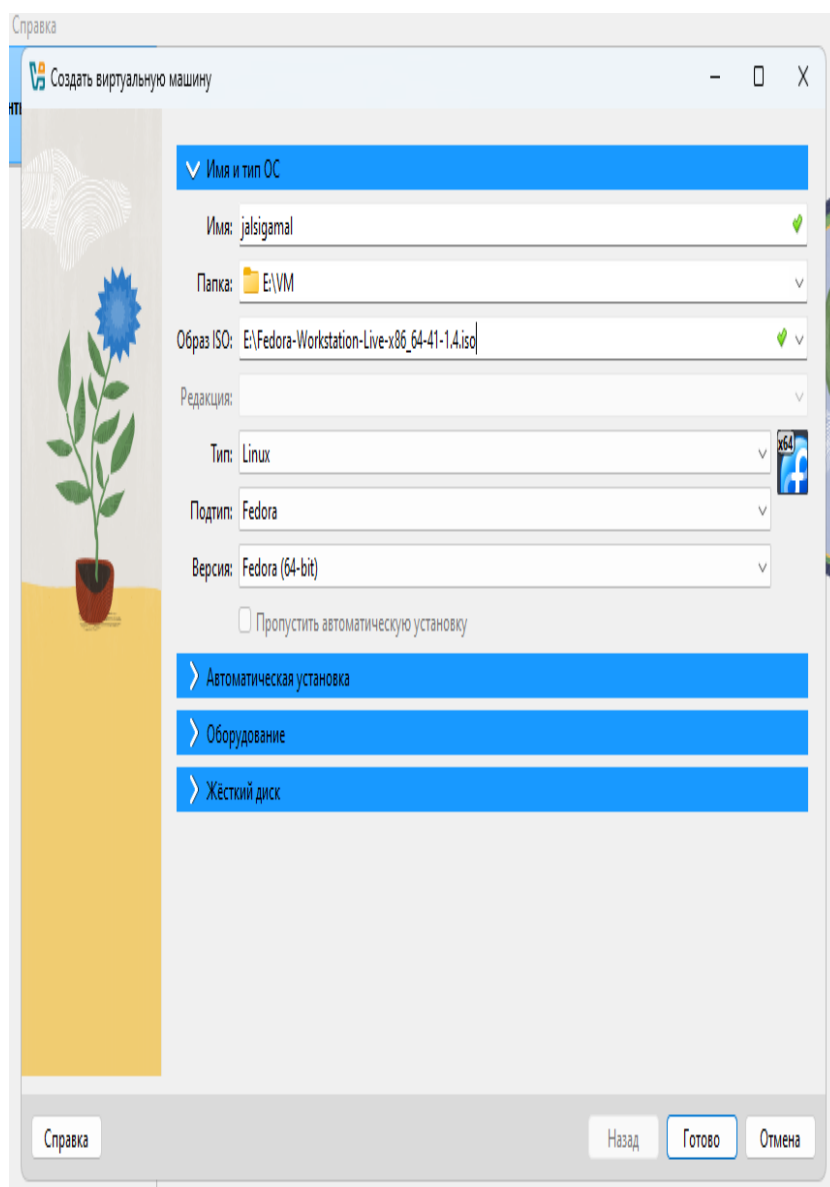 Справка
Создать виртуальную машину
Имя и тип ОС
Имя: jalsigamal
Папка: E:\VM
Образ ISO: E:\Fedora-Workstation-Live-x86_64-41-1.4.iso
Редакция:
Тип: Linux
x64
Подтип: Fedora
Версия: Fedora (64-bit)
Пропустить автоматическую установку
Автоматическая установка
Оборудование
Жёсткий диск
Справка Назад Готово Отмена